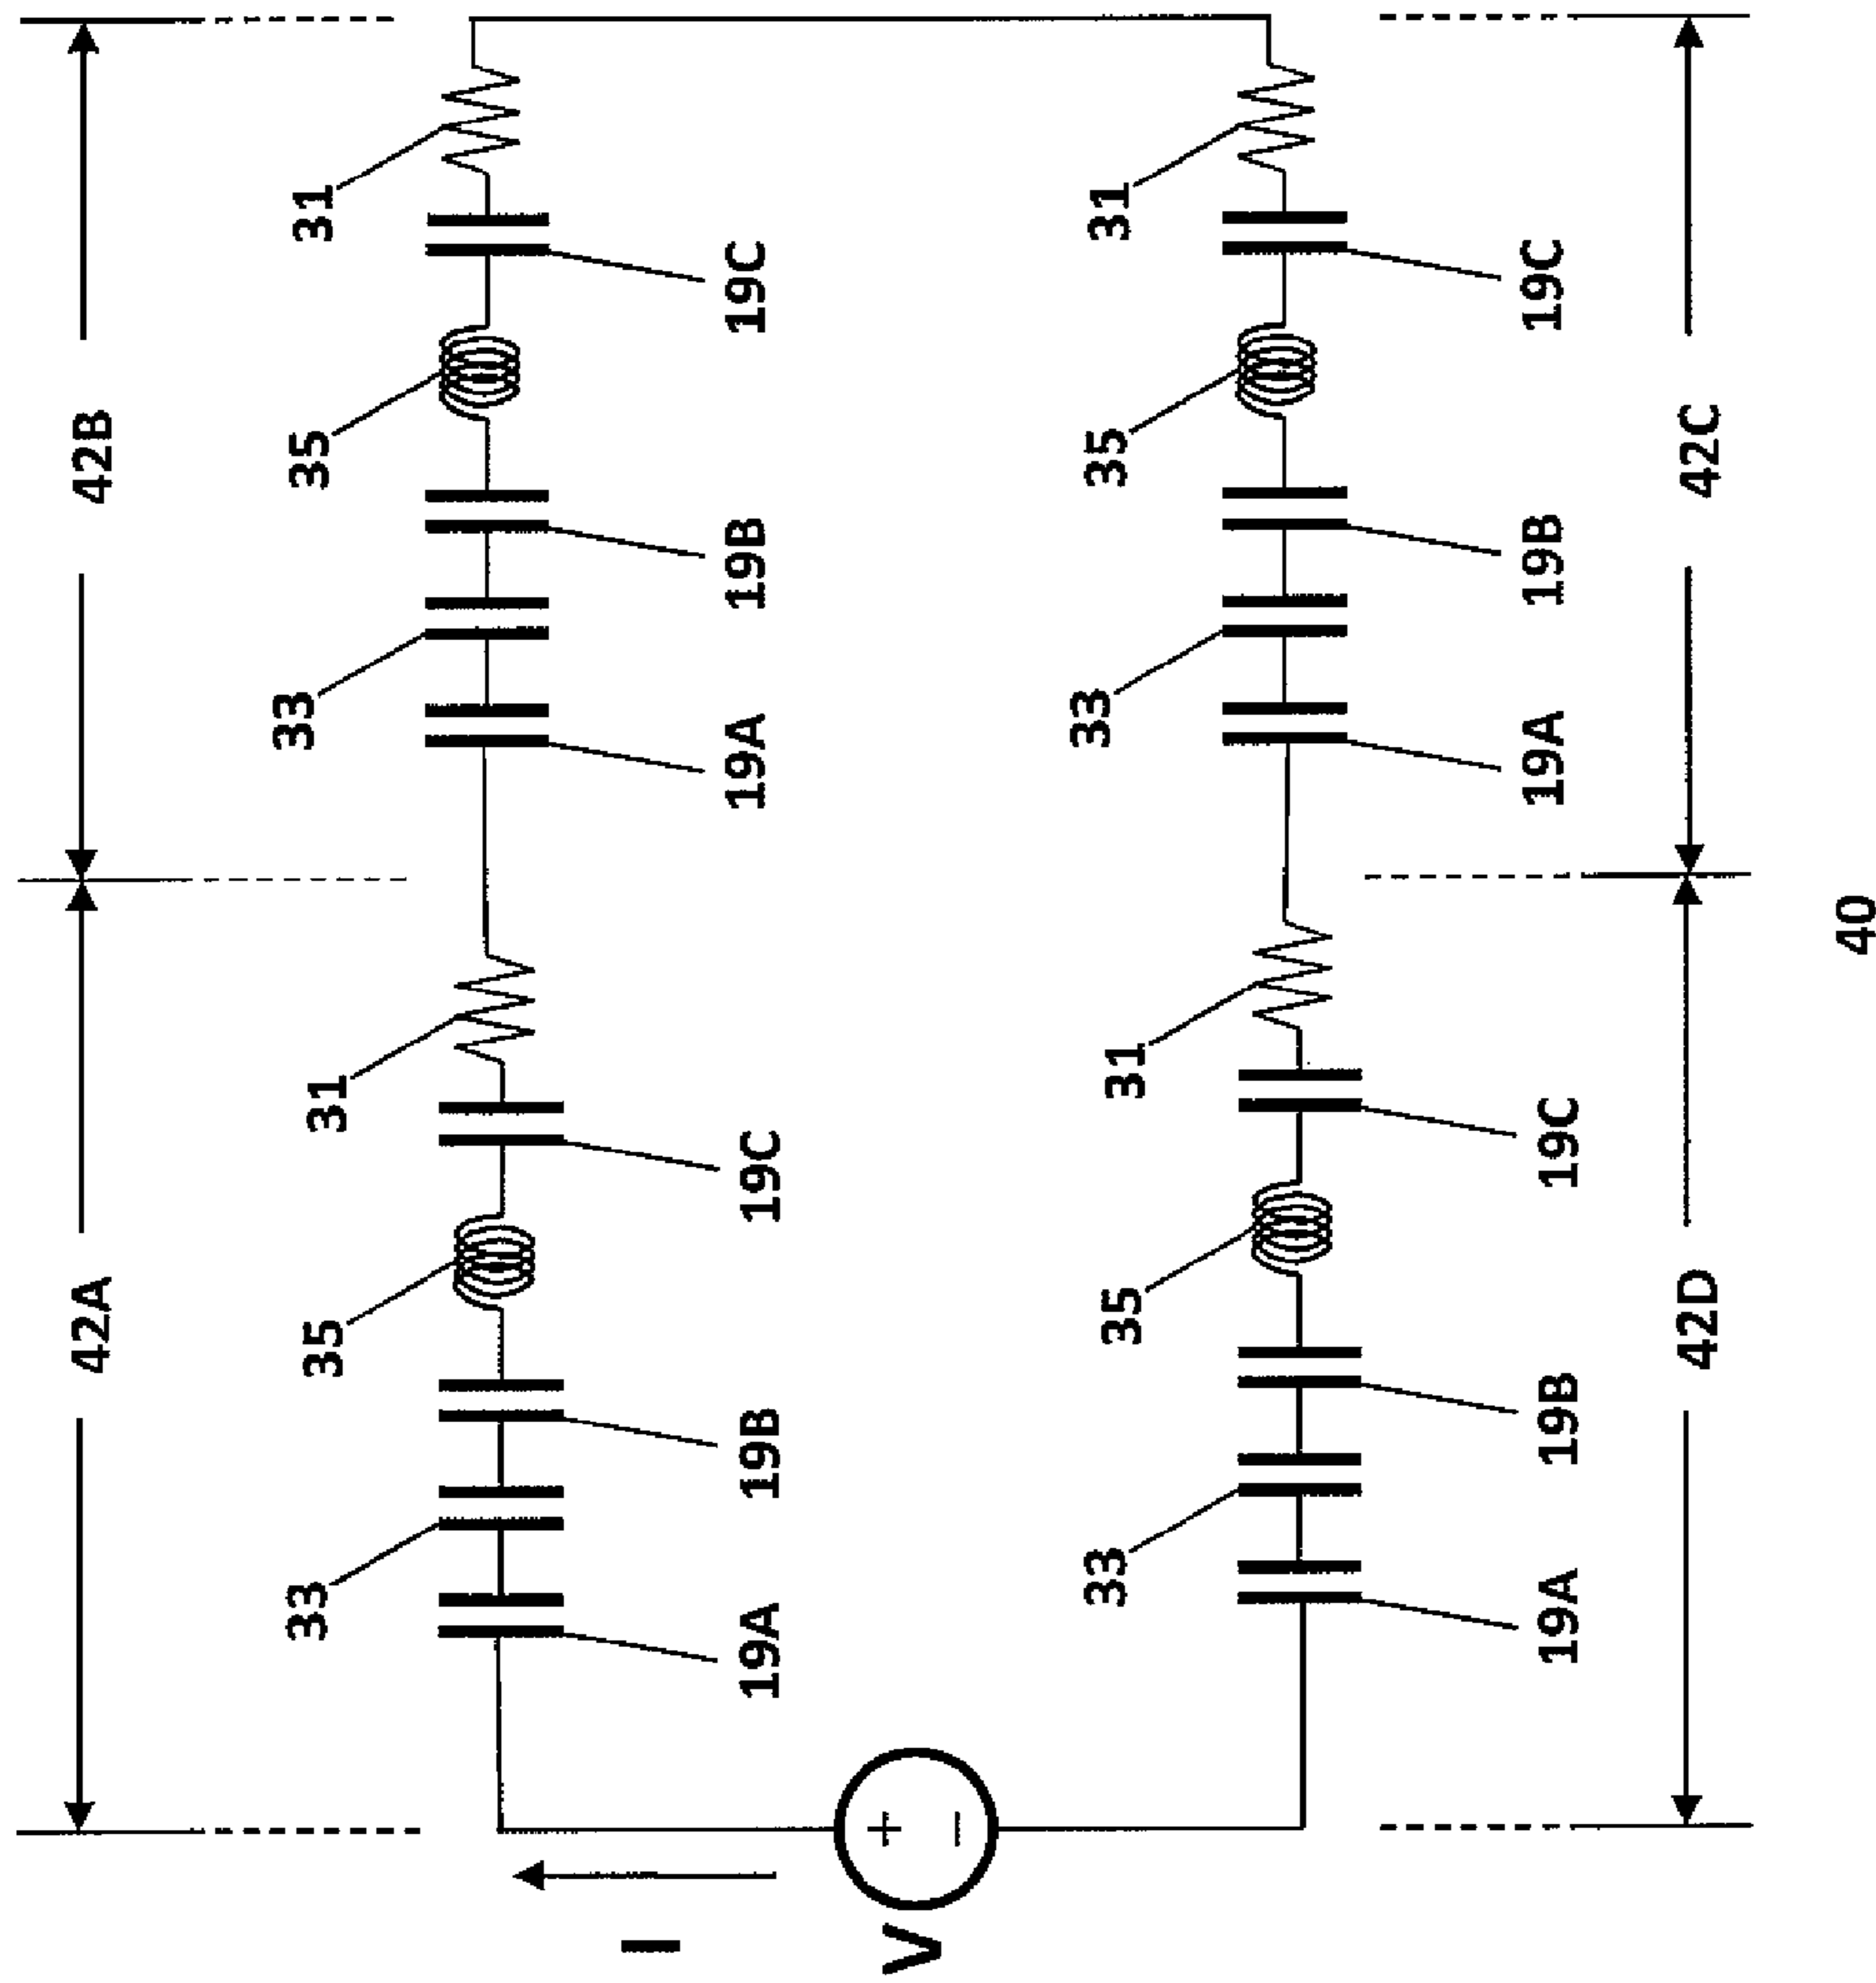 42A 42B
33 35 31 33 35 31
I
19A 19B 19C 19A 19B 19C
V
+
−
33 35 31 33 35 31
19A 19B 19C 19A 19B 19C
42D 42C
40